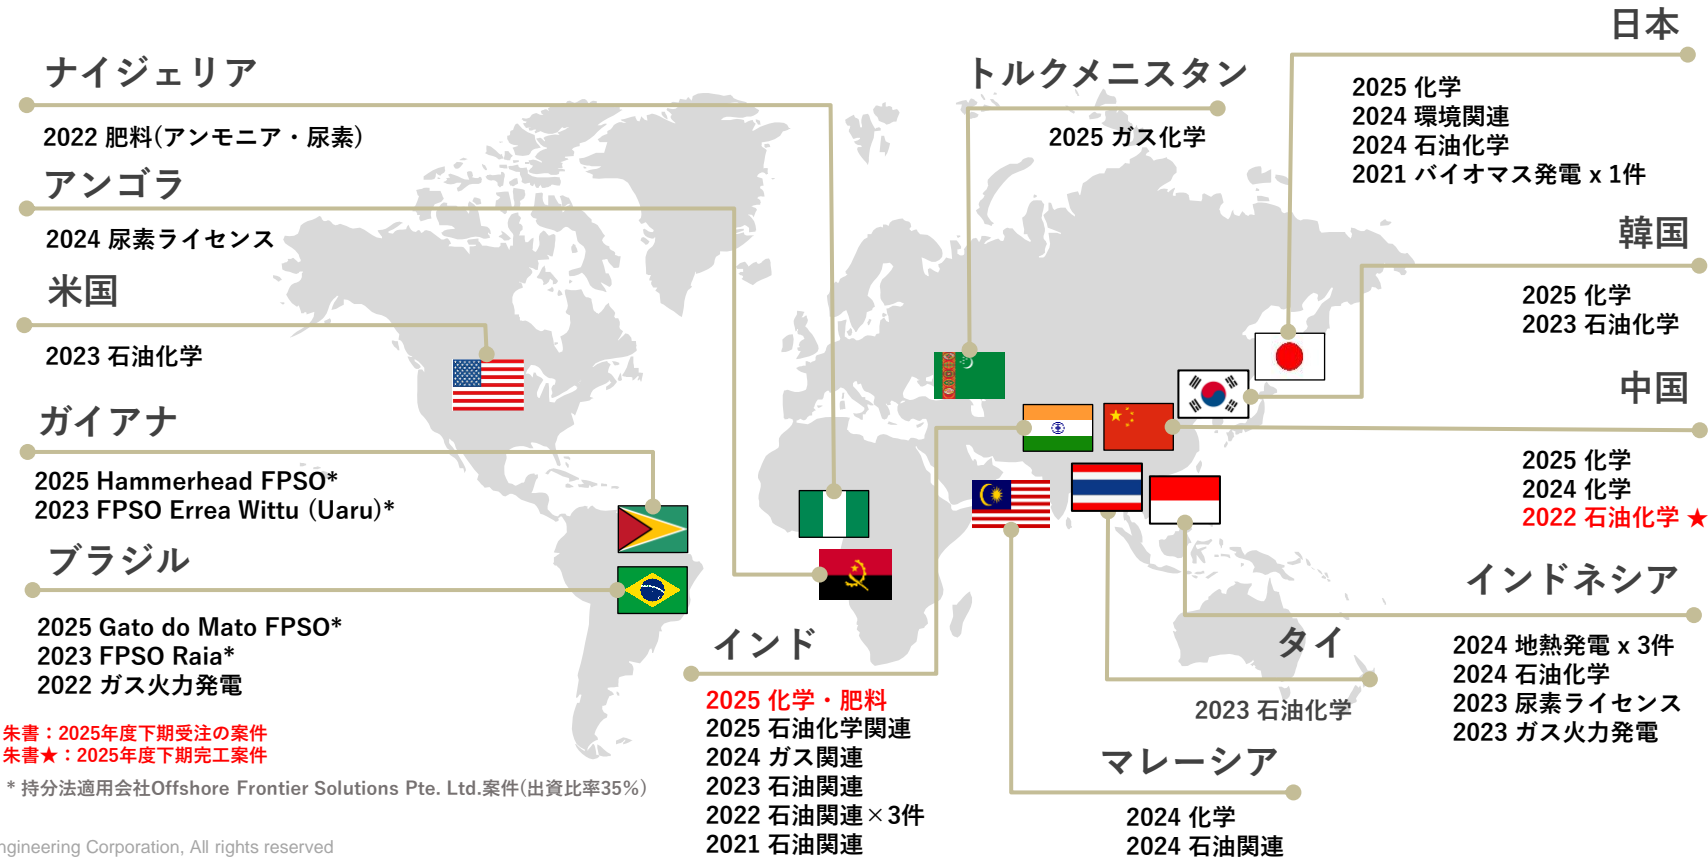 ナイジェリア
2022 肥料(アンモニア・尿素)
アンゴラ
2024 尿素ライセンス
米国
2023 石油化学
ガイアナ
2025 Hammerhead FPSO*
2023 FPSO Errea Wittu (Uaru)*
ブラジル
2025 Gato do Mato FPSO*
2023 FPSO Raia*
2022 ガス火力発電
トルクメニスタン
2025 ガス化学
日本
2025 化学
2024 環境関連
2024 石油化学
2021 バイオマス発電 x 1件
韓国
2025 化学
2023 石油化学
中国
2025 化学
2024 化学
2022 石油化学 ★
インドネシア
2024 地熱発電 x 3件
2024 石油化学
2023 尿素ライセンス
2023 ガス火力発電
タイ
2023 石油化学
マレーシア
2024 化学
2024 石油関連
インド
2025 化学・肥料
2025 石油化学関連
2024 ガス関連
2023 石油関連
2022 石油関連×3件
2021 石油関連
朱書：2025年度下期受注の案件
朱書★：2025年度下期完工案件
* 持分法適用会社Offshore Frontier Solutions Pte. Ltd.案件(出資比率35%)
ngineering Corporation, All rights reserved